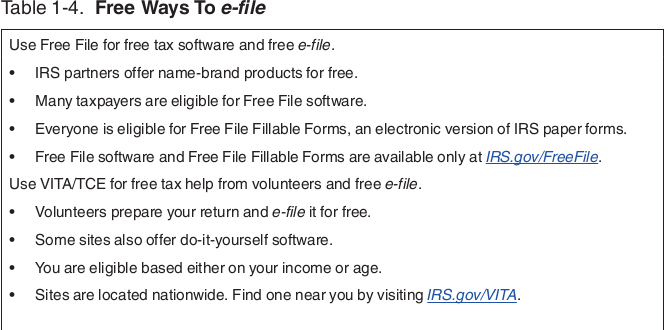 Table 1-4. Free Ways To e-file
Use Free File for free tax software and free e-file.
• IRS partners offer name-brand products for free.
• Many taxpayers are eligible for Free File software.
• Everyone is eligible for Free File Fillable Forms, an electronic version of IRS paper forms.
• Free File software and Free File Fillable Forms are available only at IRS.gov/FreeFile.
Use VITA/TCE for free tax help from volunteers and free e-file.
• Volunteers prepare your return and e-file it for free.
• Some sites also offer do-it-yourself software.
• You are eligible based either on your income or age.
• Sites are located nationwide. Find one near you by visiting IRS.gov/VITA.